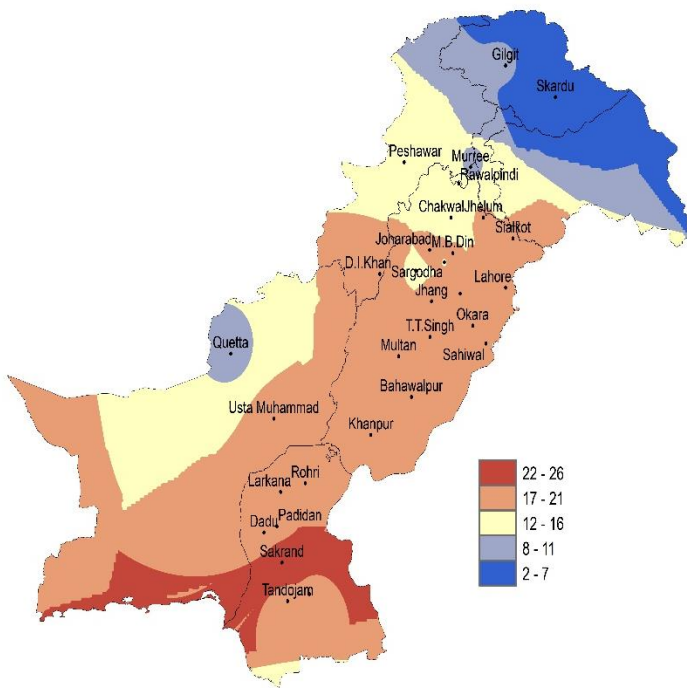 Gilgit
Skardu
Peshawar
Murree
Rawalpindi
Chakwal
Jhelum
Sialkot
Joharabad
M.B.Din
D.I.Khan
Sargodha
Lahore
Jhang
Okara
T.T.Singh
Quetta
Multan
Sahiwal
Bahawalpur
Usta Muhammad
Khanpur
Rohri
Larkana
Padidan
Dadu
Sakrand
Tandojam
22 - 26
17 - 21
12 - 16
8 - 11
2 - 7